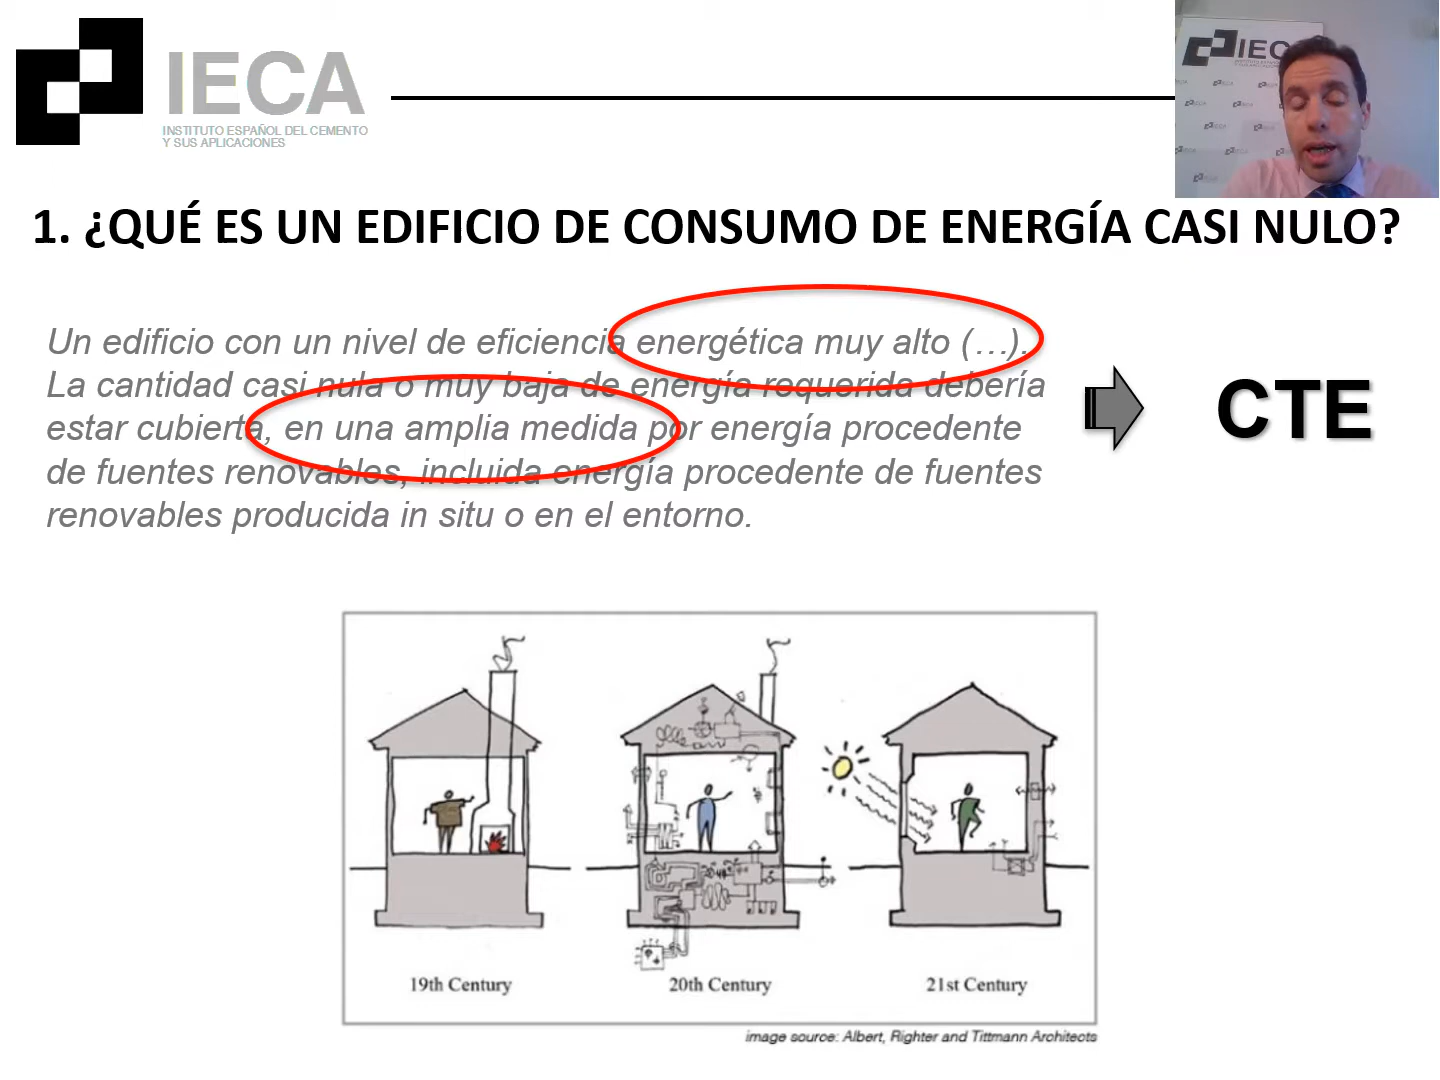 IECA
INSTITUTO ESPAÑOL DEL CEMENTO
Y SUS APLICACIONES
IECA
1. ¿QUÉ ES UN EDIFICIO DE CONSUMO DE ENERGÍA CASI NULO?
Un edificio con un nivel de eficiencia energética muy alto (…).
La cantidad casi nula o muy baja de energía requerida debería
estar cubierta, en una amplia medida por energía procedente
de fuentes renovables, incluida energía procedente de fuentes
renovables producida in situ o en el entorno.
CTE
19th Century
20th Century
21st Century
image source: Albert, Righter and Tittmann Architects